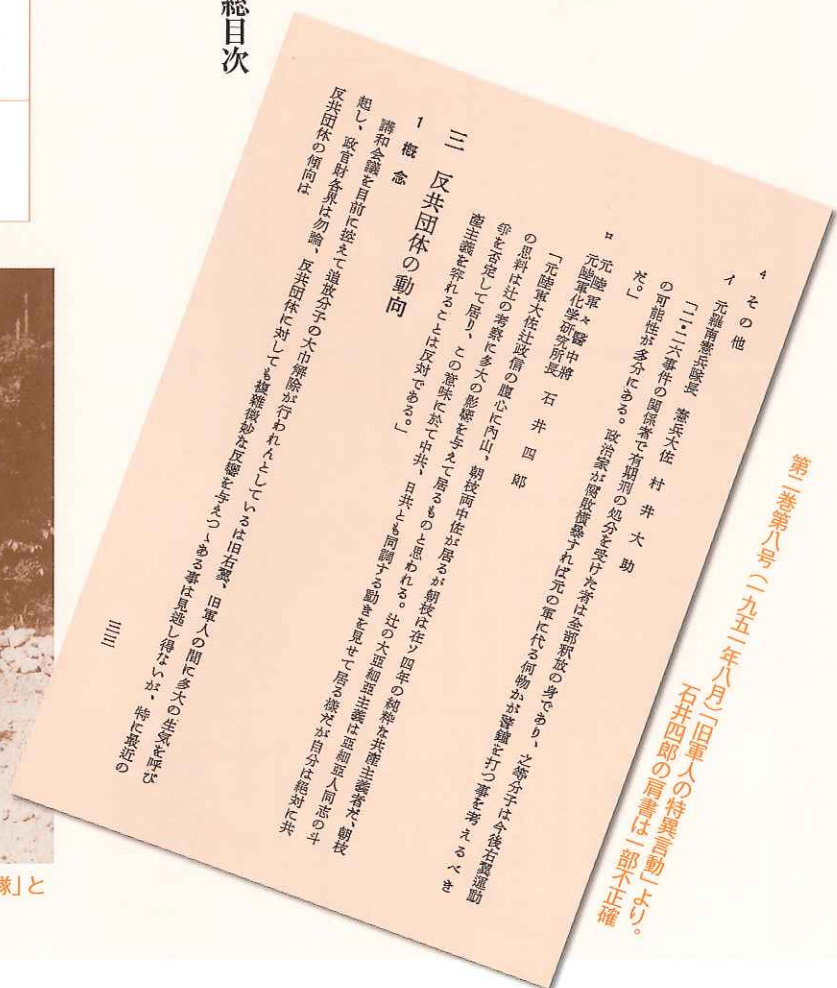 総目次
4 その他
イ 元羅南憲兵隊長 憲兵大佐 村井大助
「二・二六事件の関係者で有期刑の処分を受けた者は全部釈放の身であり、之等分子は今後右翼運動
の可能性が多分にある。政治家が腐敗横暴すれば元の軍に代る何物かが警鐘を打つ事を考えるべき
だ。」
ロ 元陸軍々醫中將
元陸軍化学研究所長 石井四郎
「元陸軍大佐辻政信の腹心に內山、朝枝両中佐が居るが朝枝は在ソ四年の純粋な共産主義者だ、朝枝
の思料は辻の考察に多大の影響を与えて居るものと思われる。辻の大亜細亜主義は亜細亜人同志の斗
爭を否定して居り、この意味に於て中共、日共とも同調する動きを見せて居る様だが自分は絶対に共
産主義を容れることは反対である。」
三 反共団体の動向
1 概念
講和会議を目前に控えて追放分子の大巾解除が行われんとしているは旧右翼、旧軍人の間に多大の生気を呼び
起し、政官財各界は勿論、反共団体に対しても複雑微妙な反響を与えつゝある事は見逃し得ないが、特に最近の
反共団体の傾向は
三三
第二巻第八号(一九五一年八月)「旧軍人の特異言動」より。
石井四郎の肩書は一部不正確
隊」と